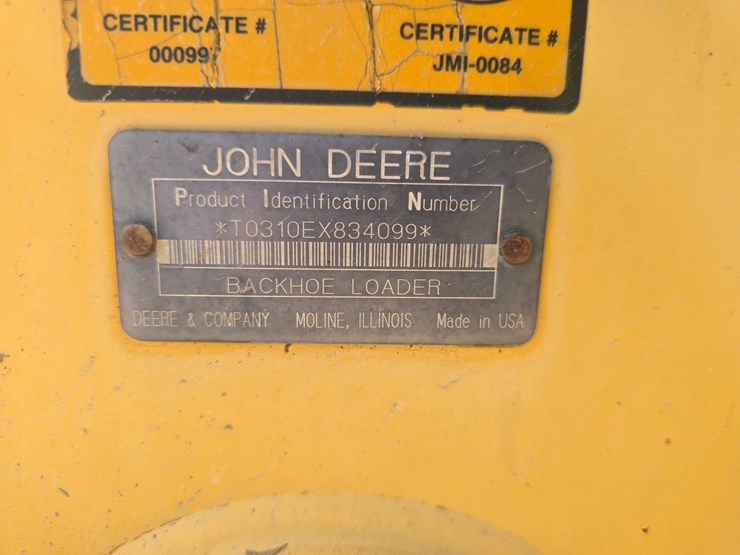 CERTIFICATE #
00099
CERTIFICATE #
JMI-0084
JOHN DEERE
Product Identification Number
*T0310EX834099*
BACKHOE LOADER
DEERE & COMPANY MOLINE, ILLINOIS Made in USA